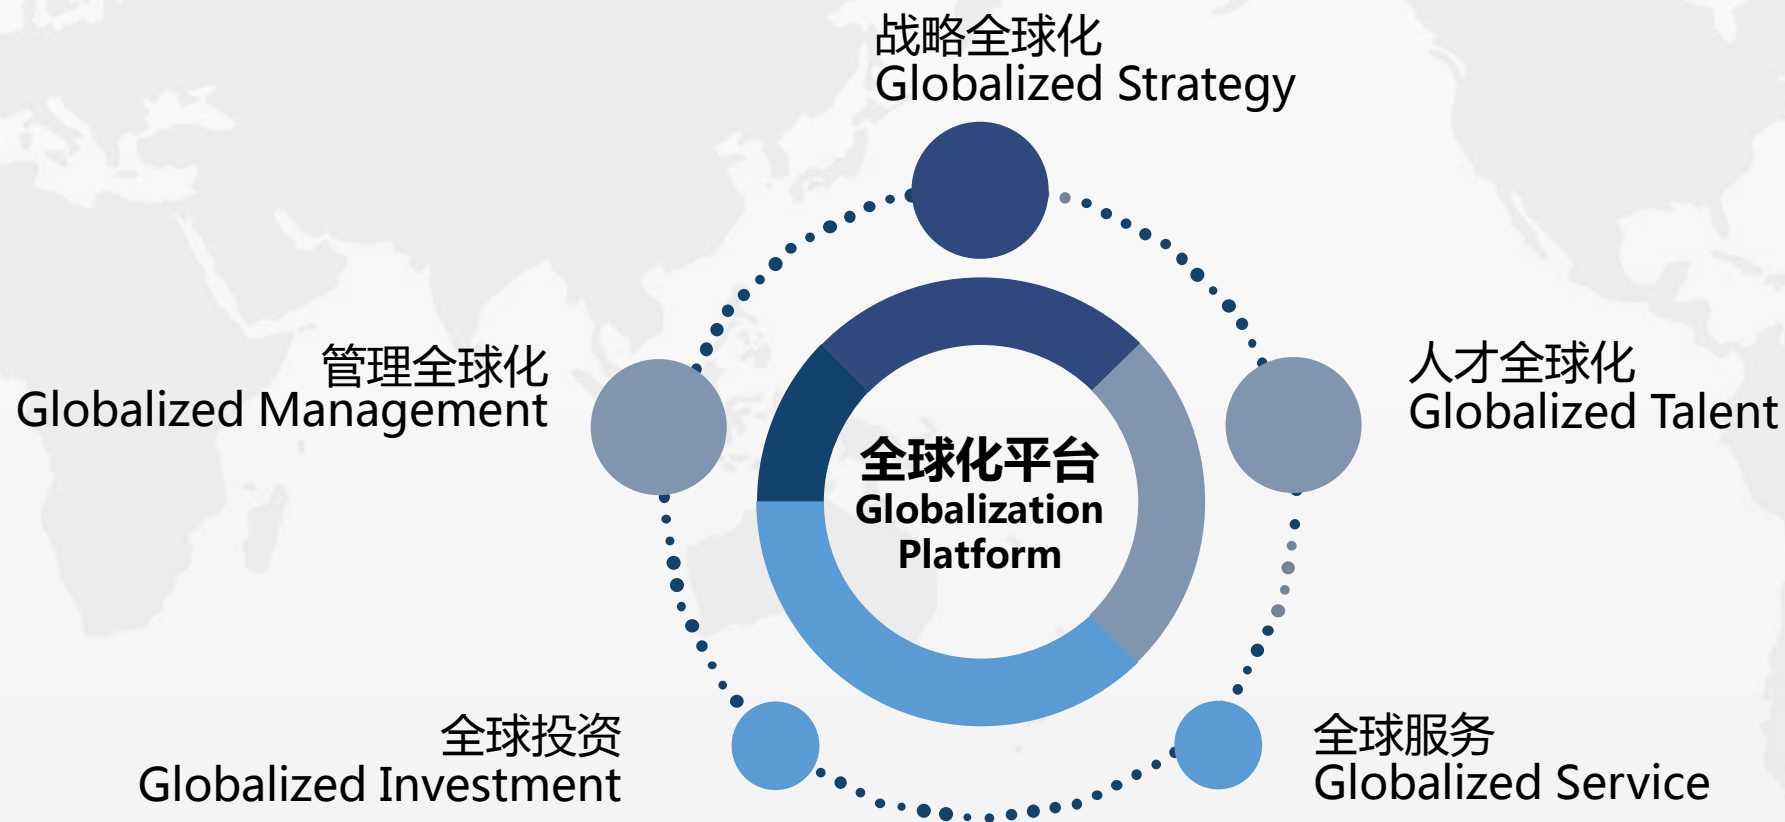 战略全球化
Globalized Strategy
管理全球化
Globalized Management
人才全球化
Globalized Talent
全球化平台
Globalization
Platform
全球投资
Globalized Investment
全球服务
Globalized Service